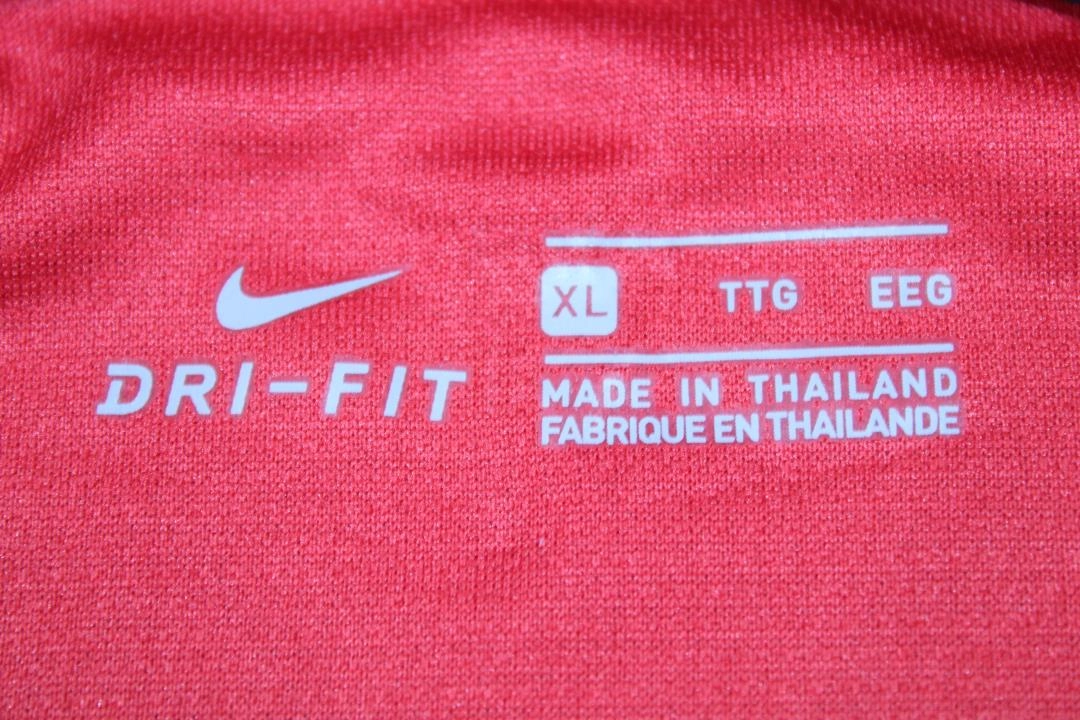 DRI-FIT
XL TTG EEG
MADE IN THAILAND
FABRIQUE EN THAILANDE